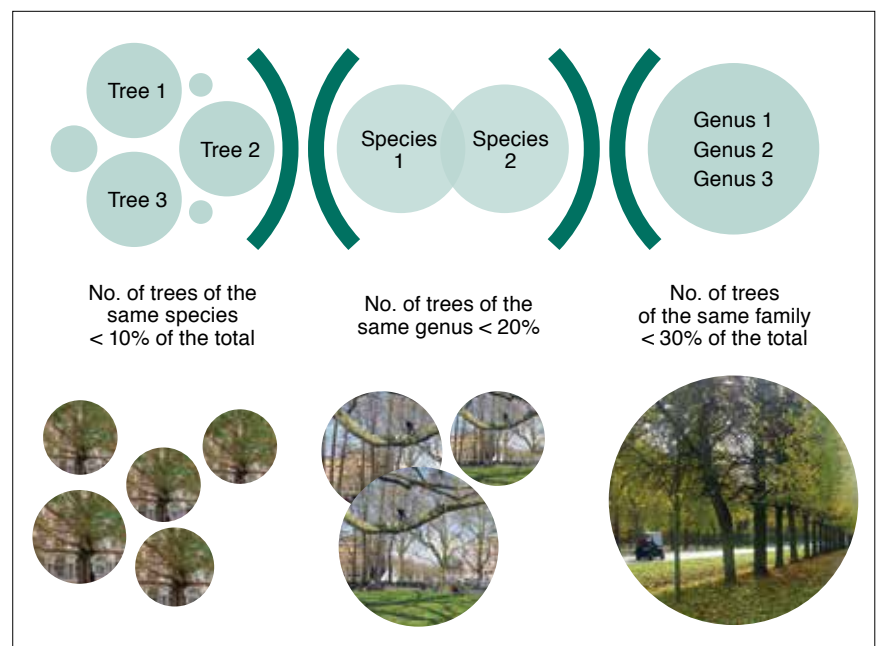 Tree 1
Tree 2
Tree 3
Species
1
Species
2
Genus 1
Genus 2
Genus 3
No. of trees of the
same species
< 10% of the total
No. of trees of the
same genus < 20%
No. of trees
of the same family
< 30% of the total